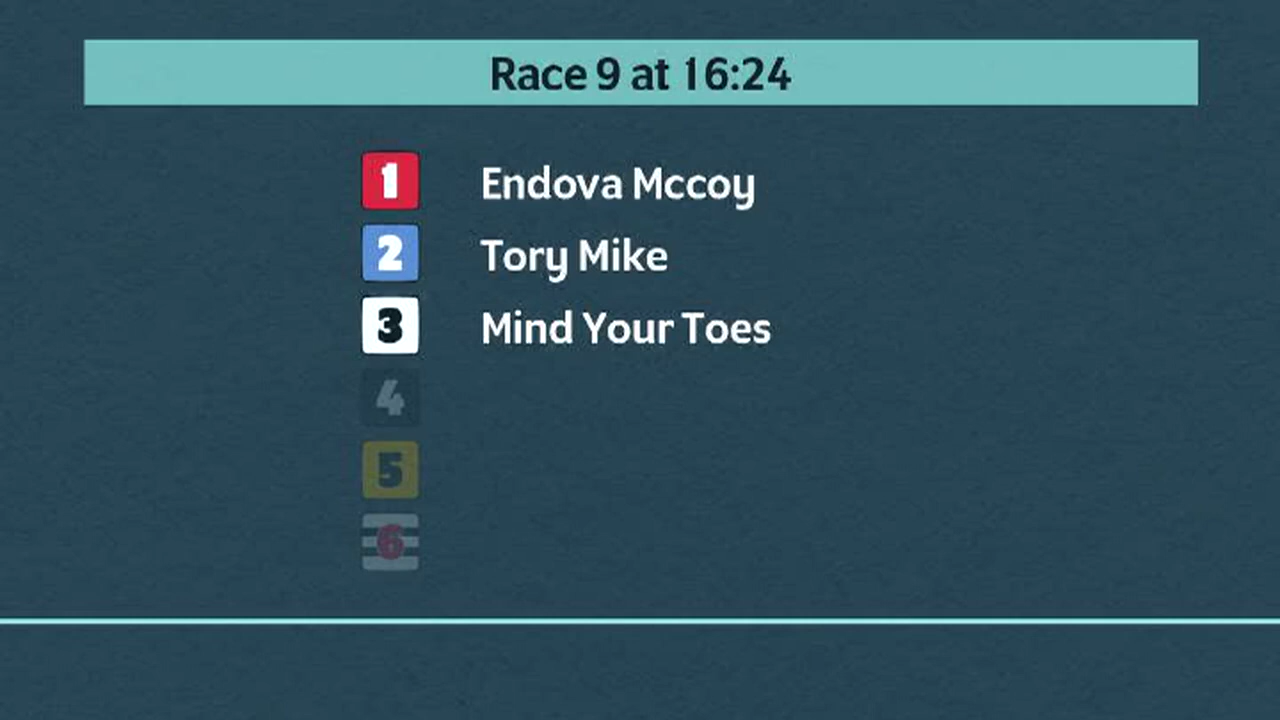 Race 9 at 16:24
1 Endova Mccoy
2 Tory Mike
3 Mind Your Toes
4
5
6